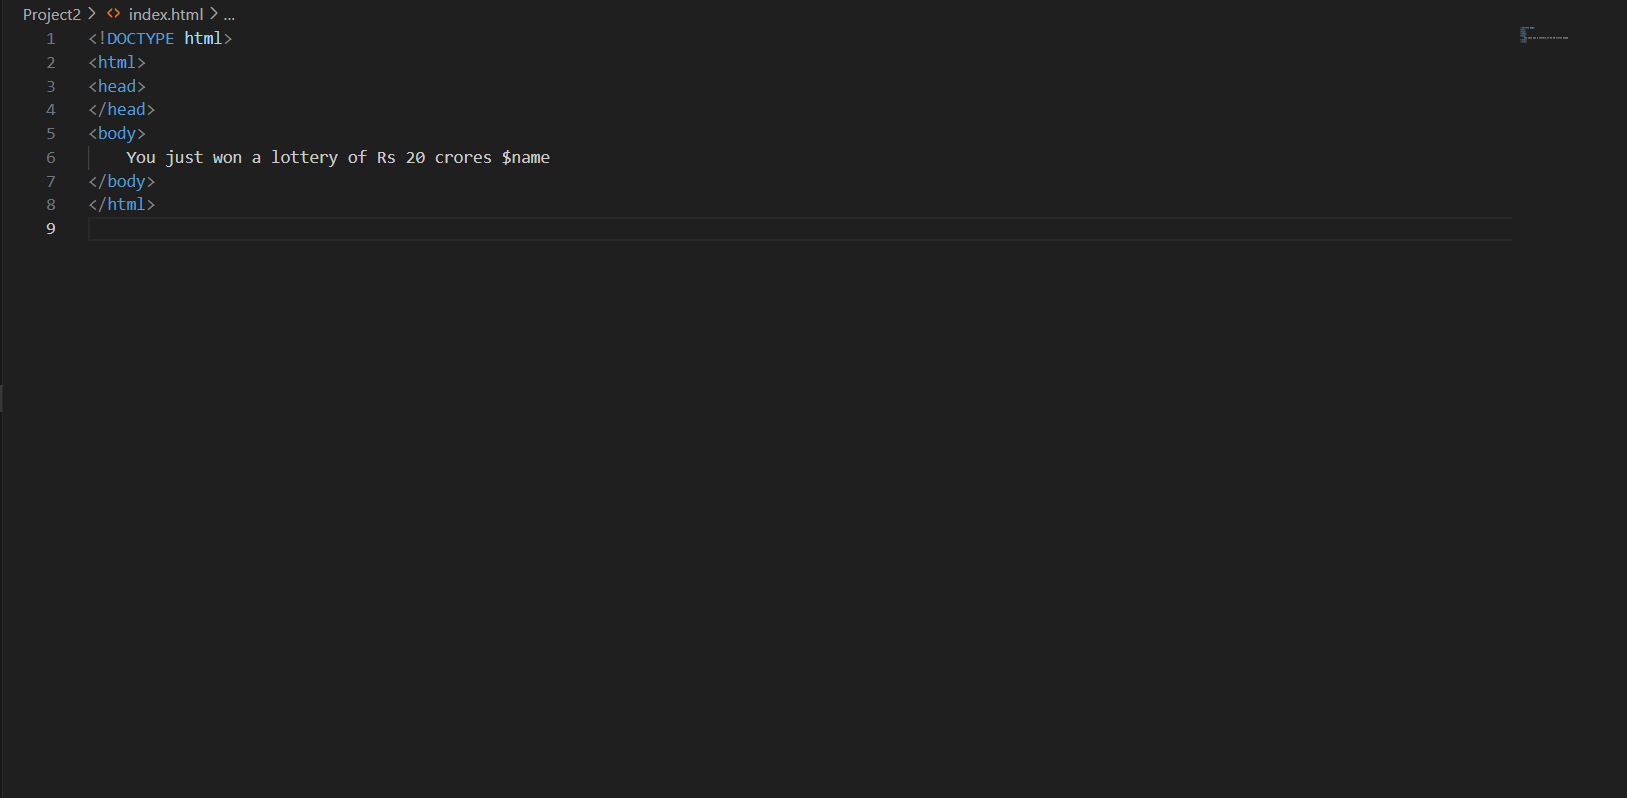 Project2 > <> index.html > ...
1 <!DOCTYPE html>
2 <html>
3 <head>
4 </head>
5 <body>
6 You just won a lottery of Rs 20 crores $name
7 </body>
8 </html>
9